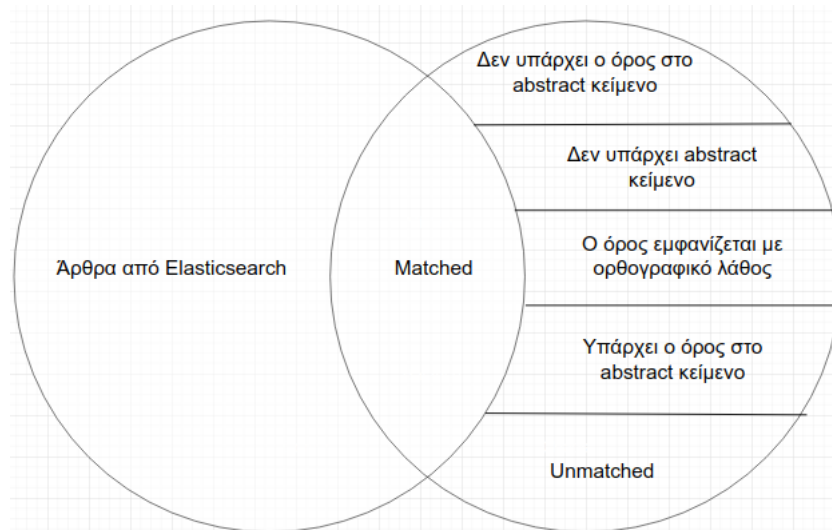 Δεν υπάρχει ο όρος στο
abstract κείμενο
Δεν υπάρχει abstract
κείμενο
Ο όρος εμφανίζεται με
ορθογραφικό λάθος
Άρθρα από Elasticsearch
Matched
Υπάρχει ο όρος στο
abstract κείμενο
Unmatched